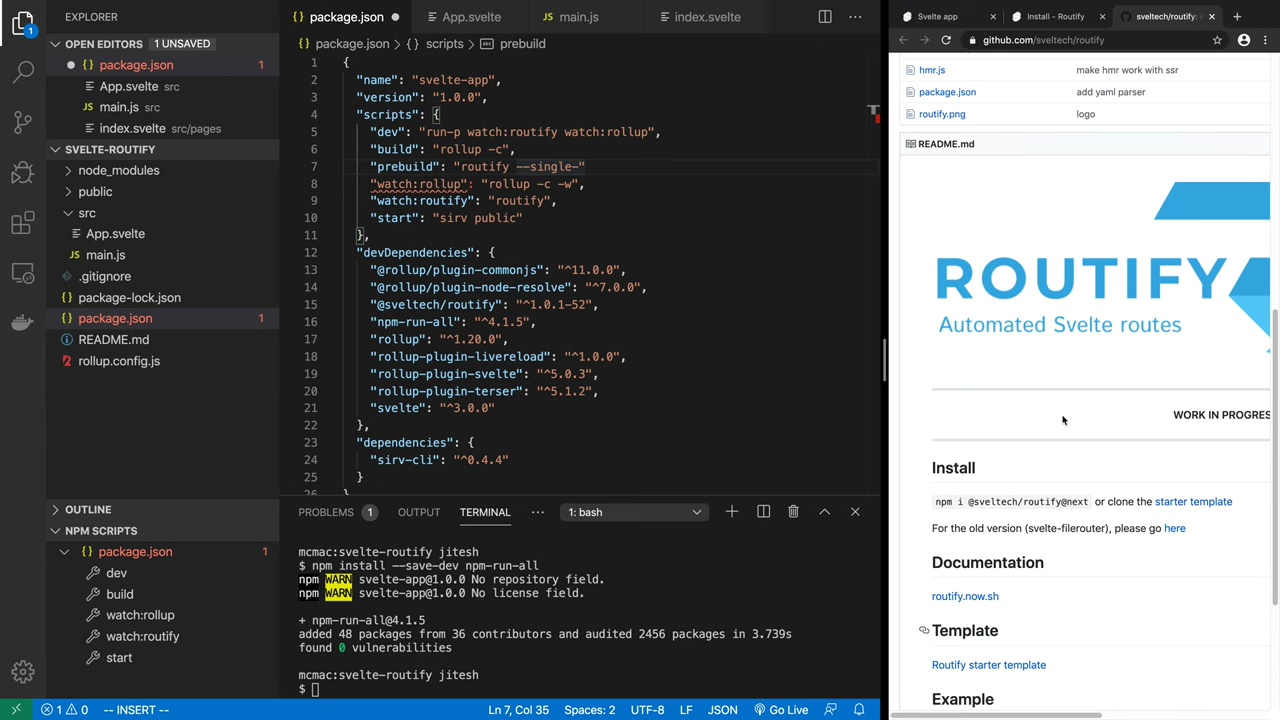 EXPLORER
OPEN EDITORS 1 UNSAVED
package.json 1
App.svelte src
main.js src
index.svelte src/pages
SVELTE-ROUTIFY
node_modules
public
src
App.svelte
main.js
.gitignore
package-lock.json
package.json 1
README.md
rollup.config.js
OUTLINE
NPM SCRIPTS
package.json 1
dev
build
watch:rollup
watch:routify
start
1
package.json
App.svelte
main.js
index.svelte
package.json > {} scripts > prebuild
1 {
2 "name": "svelte-app",
3 "version": "1.0.0",
4 "scripts": {
5 "dev": "run-p watch:routify watch:rollup",
6 "build": "rollup -c",
7 "prebuild": "routify --single-"
8 "watch:rollup": "rollup -c -w",
9 "watch:routify": "routify",
10 "start": "sirv public"
11 },
12 "devDependencies": {
13 "@rollup/plugin-commonjs": "^11.0.0",
14 "@rollup/plugin-node-resolve": "^7.0.0",
15 "@sveltech/routify": "^1.0.1-52",
16 "npm-run-all": "^4.1.5",
17 "rollup": "^1.20.0",
18 "rollup-plugin-livereload": "^1.0.0",
19 "rollup-plugin-svelte": "^5.0.3",
20 "rollup-plugin-terser": "^5.1.2",
21 "svelte": "^3.0.0"
22 },
23 "dependencies": {
24 "sirv-cli": "^0.4.4"
25 }
26 }
PROBLEMS 1 OUTPUT TERMINAL ··· 1: bash
mcmac:svelte-routify jitesh
$ npm install --save-dev npm-run-all
npm WARN svelte-app@1.0.0 No repository field.
npm WARN svelte-app@1.0.0 No license field.
+ npm-run-all@4.1.5
added 48 packages from 36 contributors and audited 2456 packages in 3.739s
found 0 vulnerabilities
mcmac:svelte-routify jitesh
$
1 0 -- INSERT -- Ln 7, Col 35 Spaces: 2 UTF-8 LF JSON Go Live
Svelte app
Install - Routify
sveltech/routify:
github.com/sveltech/routify
hmr.js make hmr work with ssr
package.json add yaml parser
routify.png logo
README.md
ROUTIFY
Automated Svelte routes
WORK IN PROGRES
Install
npm i @sveltech/routify@next or clone the starter template
For the old version (svelte-filerouter), please go here
Documentation
routify.now.sh
Template
Routify starter template
Example